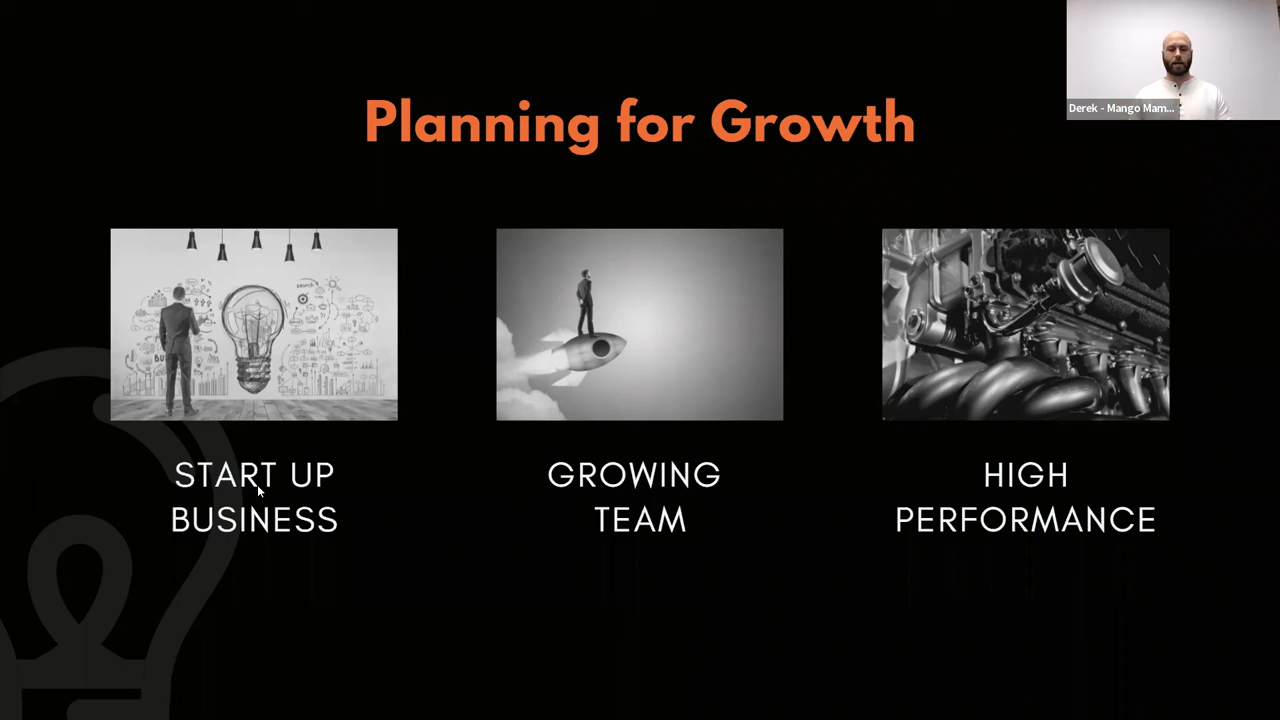 Planning for Growth
Derek - Mango Mam...
START UP
BUSINESS
GROWING
TEAM
HIGH
PERFORMANCE